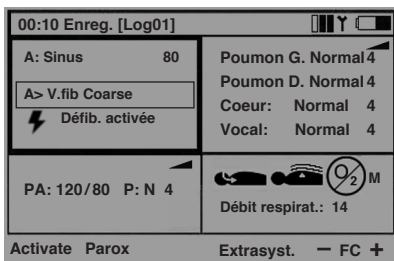 00:10 Enreg. [Log01]
A: Sinus 80
A> V.fib Coarse
Défib. activée
Poumon G. Normal 4
Poumon D. Normal 4
Coeur: Normal 4
Vocal: Normal 4
PA: 120/80 P: N 4
O2 M
Débit respirat.: 14
Activate Parox Extrasyst. − FC +